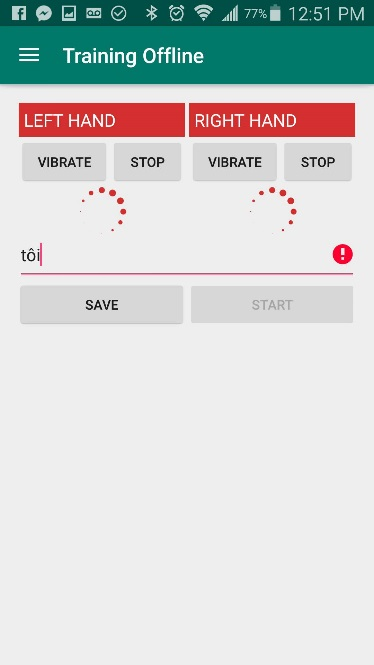 77% 12:51 PM
Training Offline
LEFT HAND RIGHT HAND
VIBRATE STOP VIBRATE STOP
tôi
SAVE START